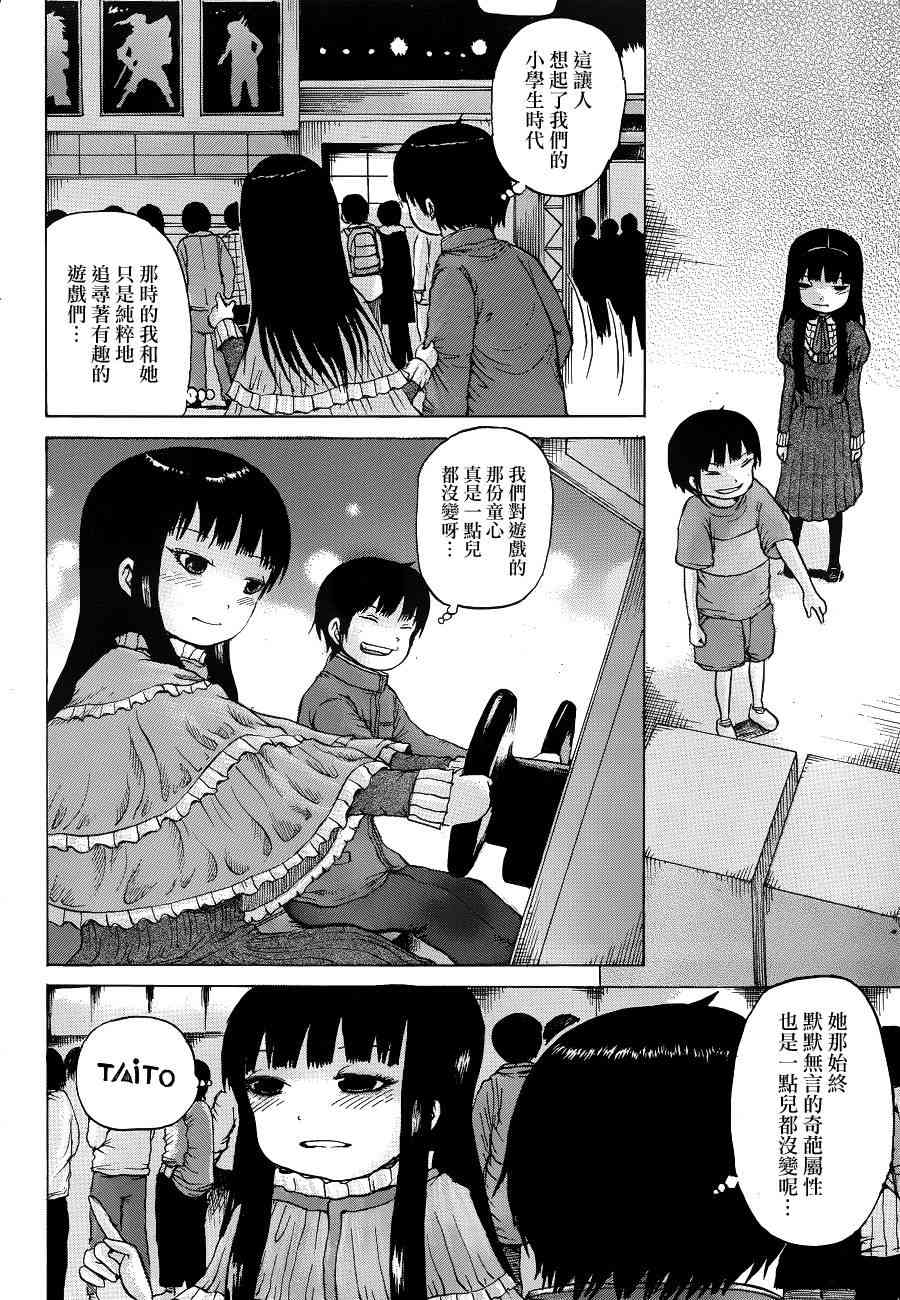 這讓人
想起了我們的
小學生時代
那時的我和她
只是純粹地
追尋著有趣的
遊戲們…
我們對遊戲的
那份童心
真是一點兒
都沒變呀…
她那始終
默默無言的奇葩屬性
也是一點兒都沒變呢…
TAITO